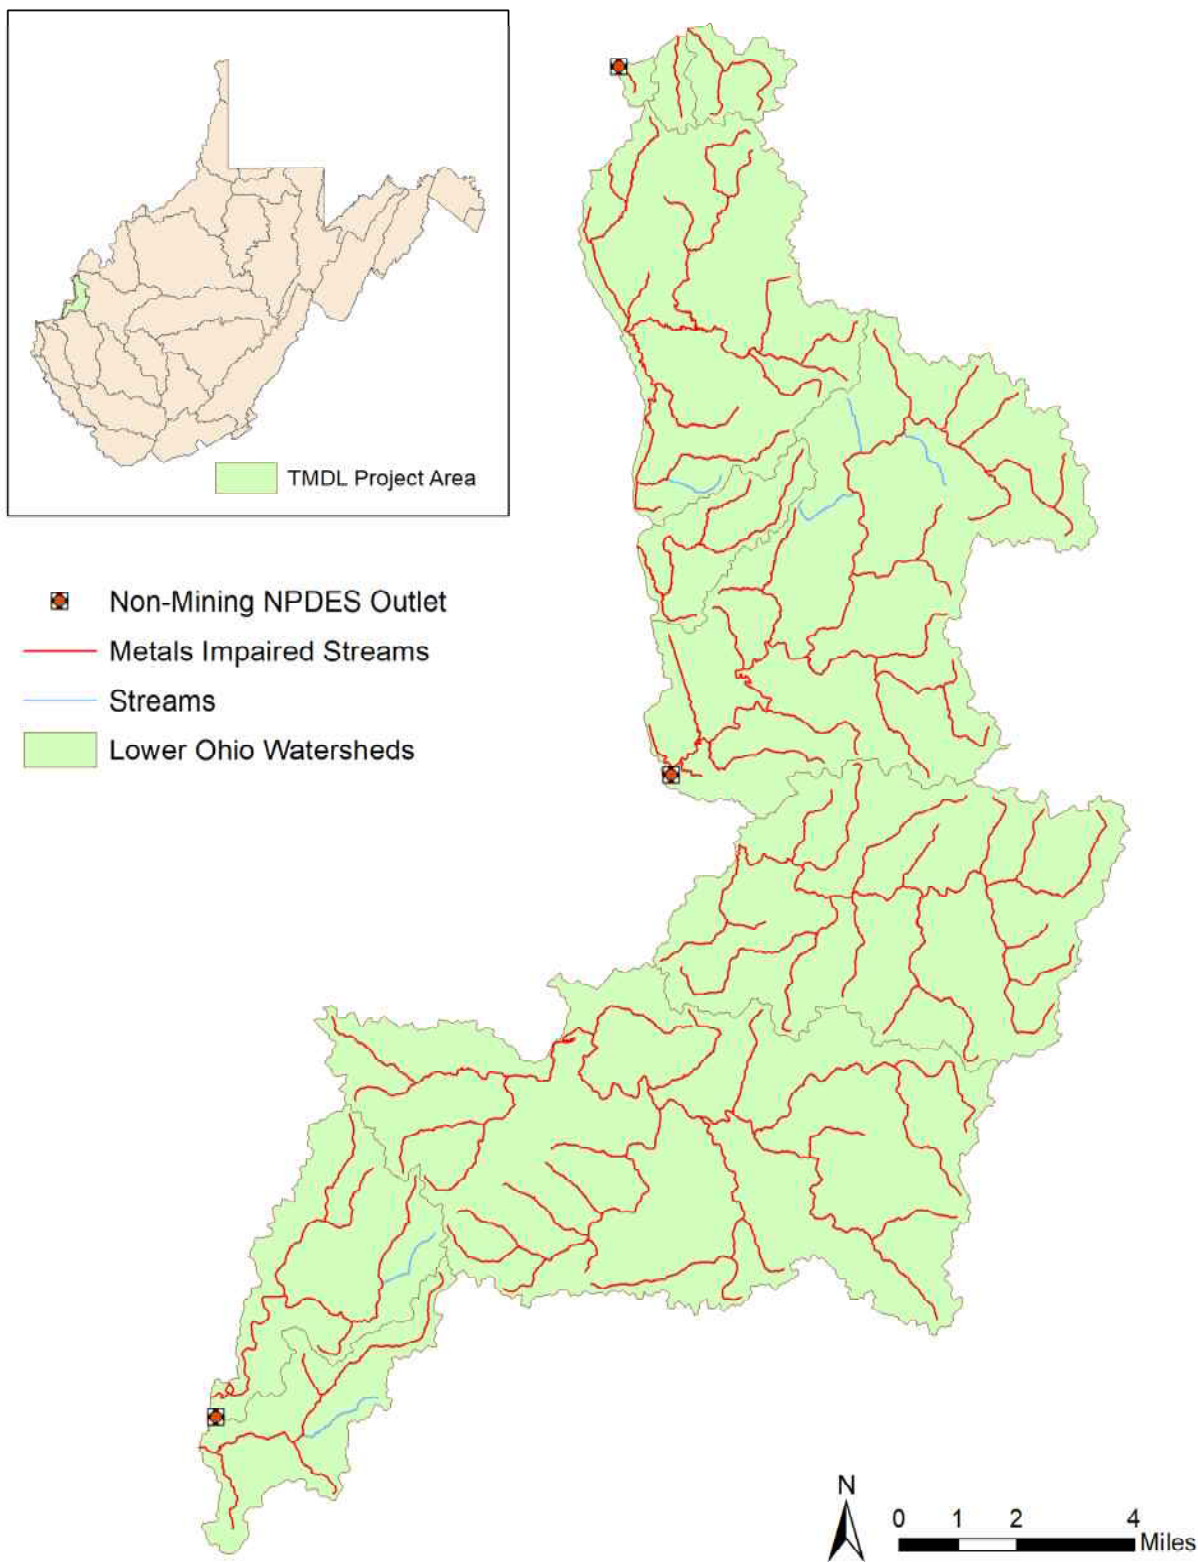 TMDL Project Area
Non-Mining NPDES Outlet
Metals Impaired Streams
Streams
Lower Ohio Watersheds
N
0 1 2 4
Miles